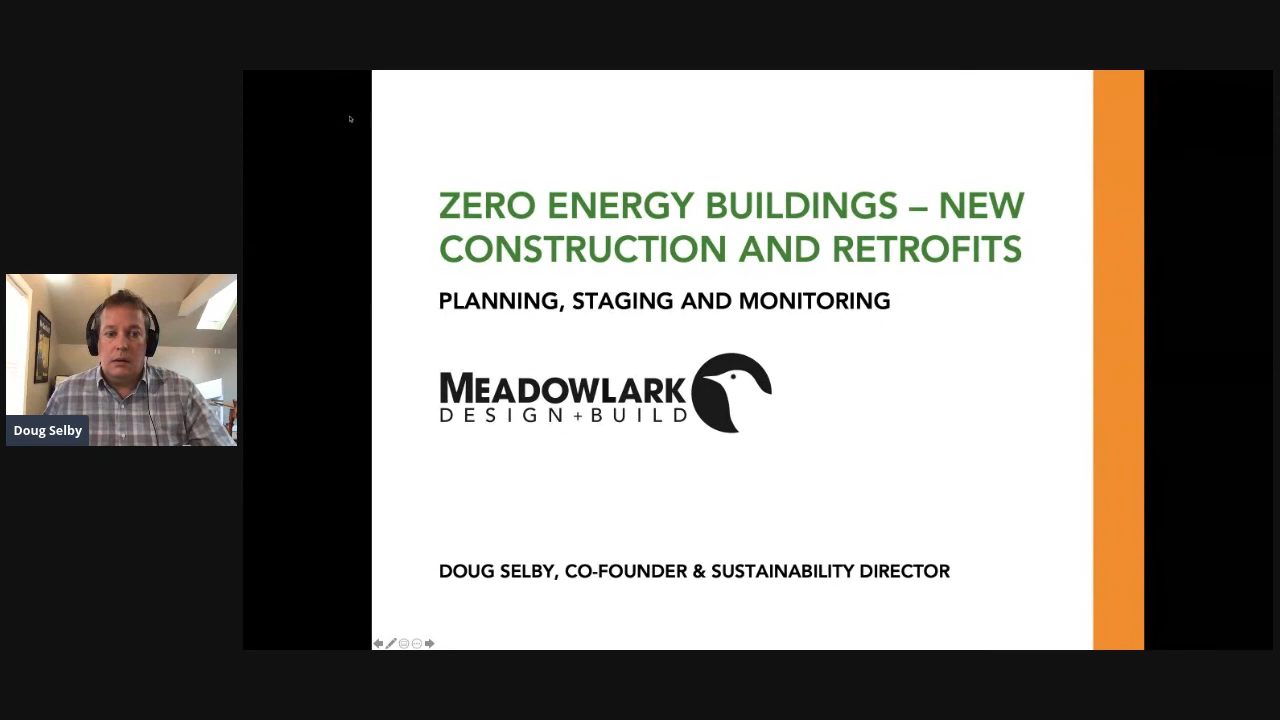 ZERO ENERGY BUILDINGS – NEW
CONSTRUCTION AND RETROFITS
PLANNING, STAGING AND MONITORING
MEADOWLARK
DESIGN+BUILD
Doug Selby
DOUG SELBY, CO-FOUNDER & SUSTAINABILITY DIRECTOR